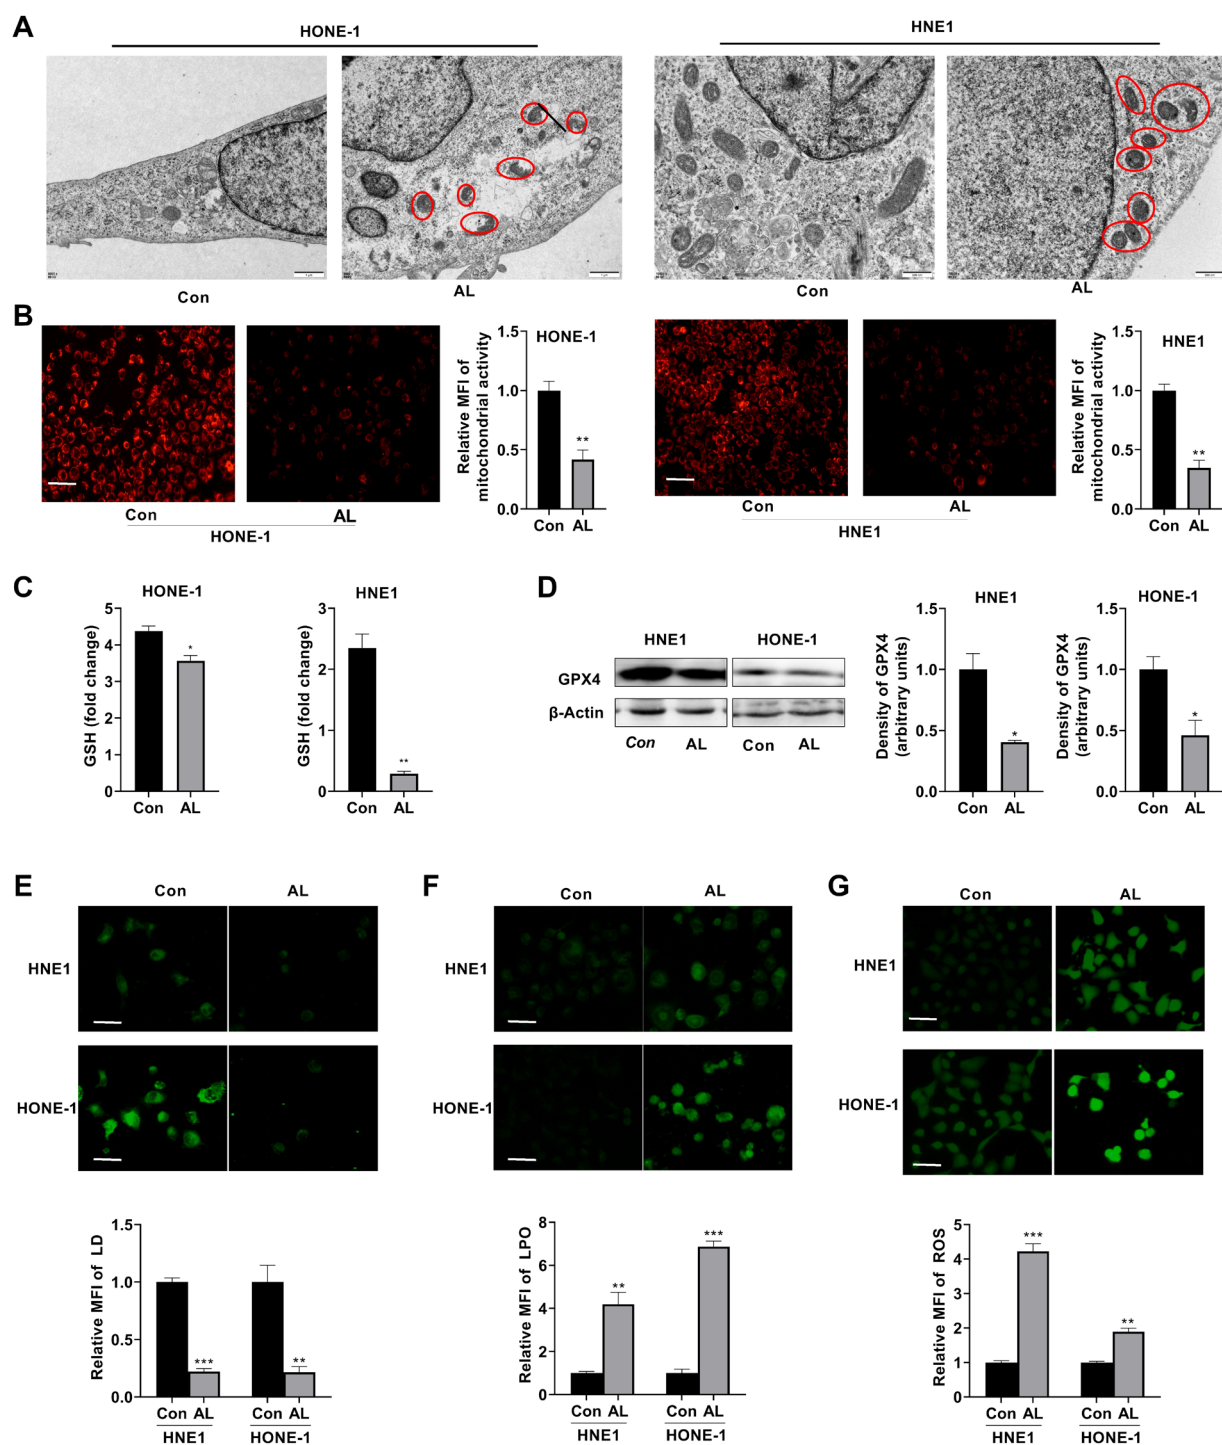 A
HONE-1
HNE1
Con
AL
Con
AL
B
Con
AL
HONE-1
Relative MFI of
mitochondrial activity
1.5
1.0
0.5
0.0
HONE-1
**
Con
AL
Con
AL
HNE1
Relative MFI of
mitochondrial activity
1.5
1.0
0.5
0.0
HNE1
**
Con
AL
C
HONE-1
GSH (fold change)
5
4
3
2
1
0
*
Con
AL
HNE1
GSH (fold change)
3
2
1
0
**
Con
AL
D
HNE1
HONE-1
GPX4
β-Actin
Con
AL
Con
AL
HNE1
Density of GPX4
(arbitrary units)
1.5
1.0
0.5
0.0
*
Con
AL
HONE-1
Density of GPX4
(arbitrary units)
1.5
1.0
0.5
0.0
*
Con
AL
E
Con
AL
HNE1
HONE-1
Relative MFI of LD
1.5
1.0
0.5
0.0
***
**
Con AL
Con AL
HNE1
HONE-1
F
Con
AL
HNE1
HONE-1
Relative MFI of LPO
8
6
4
2
0
**
***
Con AL
Con AL
HNE1
HONE-1
G
Con
AL
HNE1
HONE-1
Relative MFI of ROS
5
4
3
2
1
0
***
**
Con AL
Con AL
HNE1
HONE-1